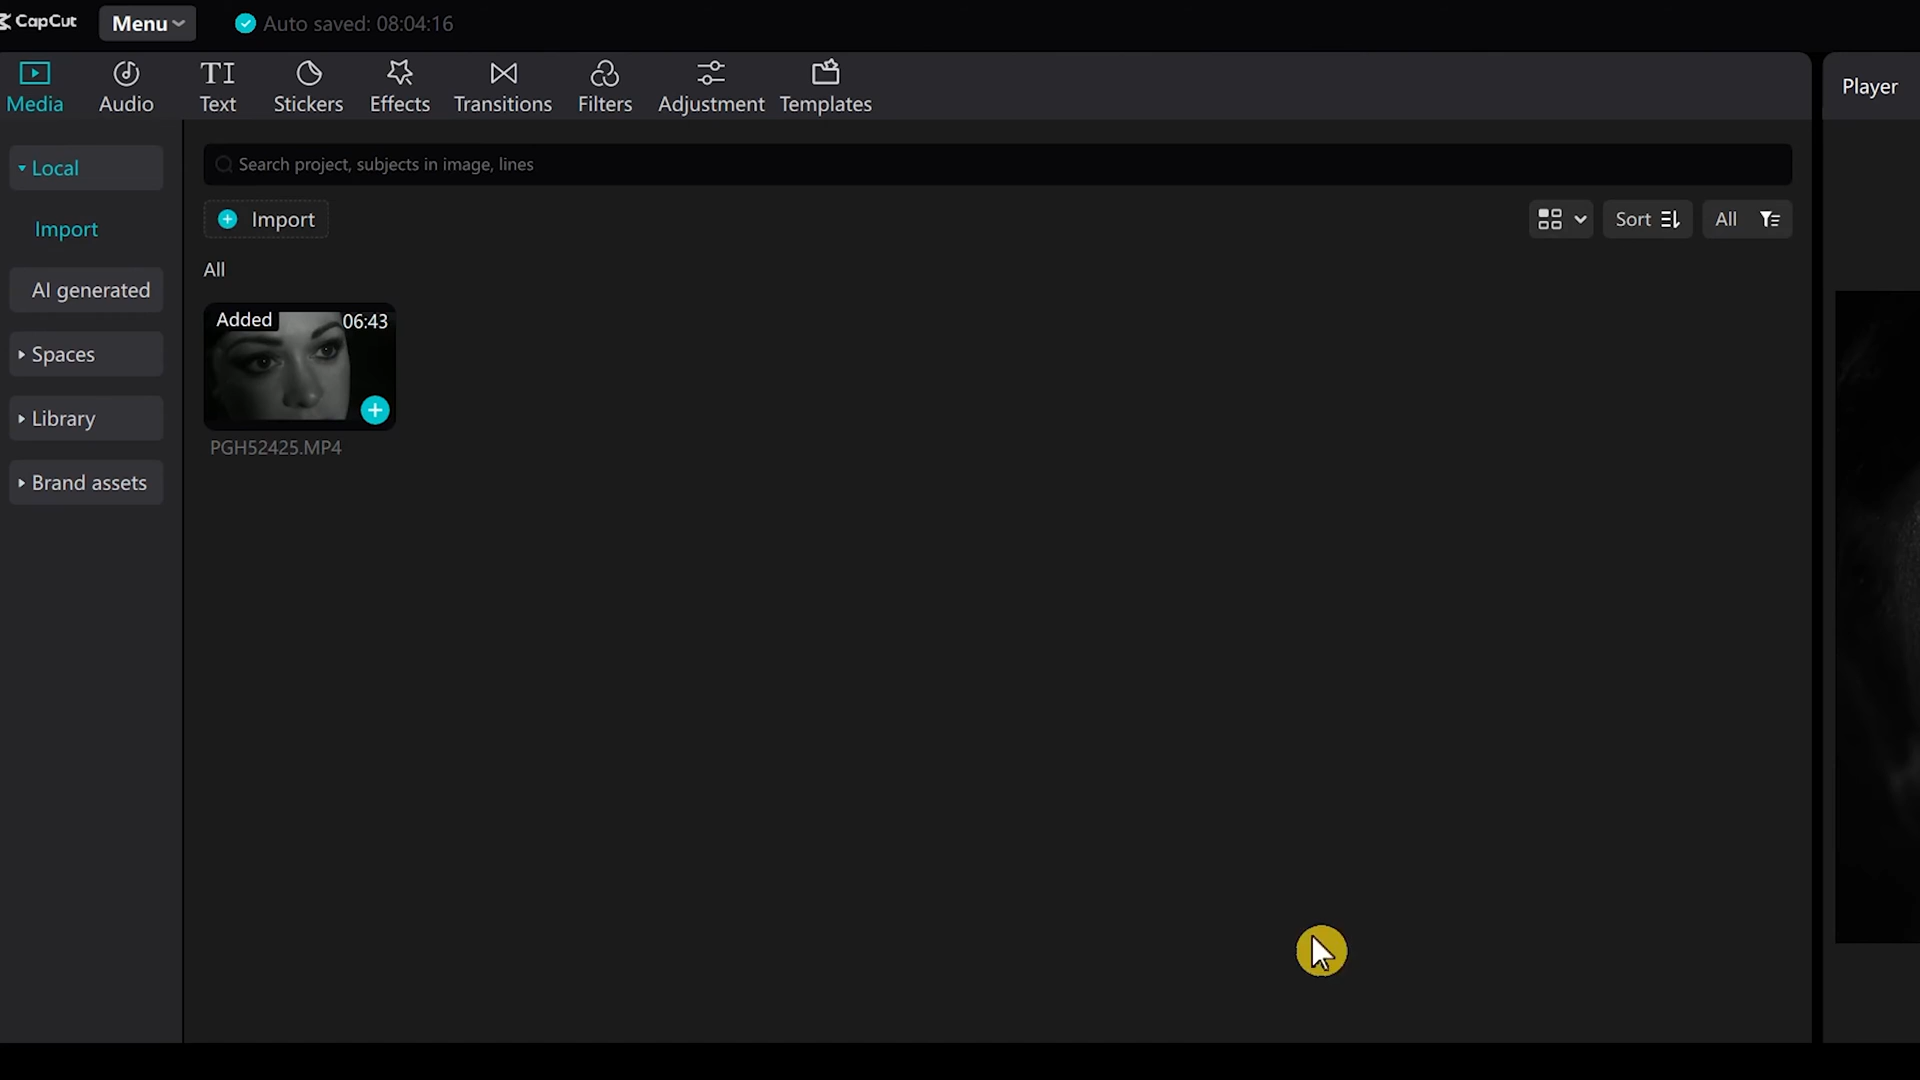 CapCut Menu Auto saved: 08:04:16
Media Audio Text Stickers Effects Transitions Filters Adjustment Templates Player
Local
Search project, subjects in image, lines
Import
Import Sort All
All
AI generated
Added 06:43
Spaces
Library
PGH52425.MP4
Brand assets